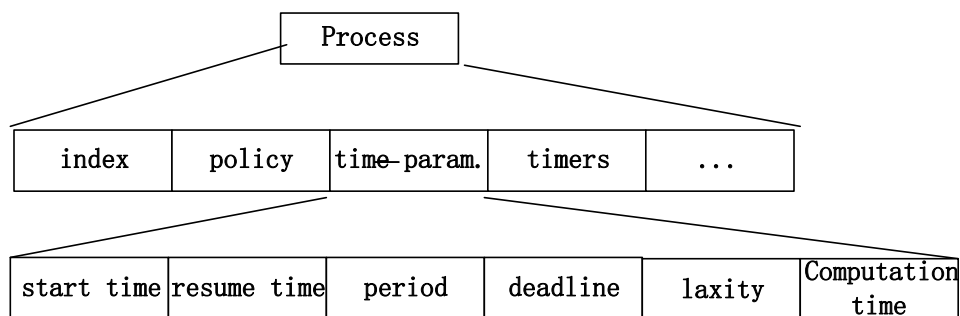 Process
index policy time-param. timers ...
start time resume time period deadline laxity Computation
time